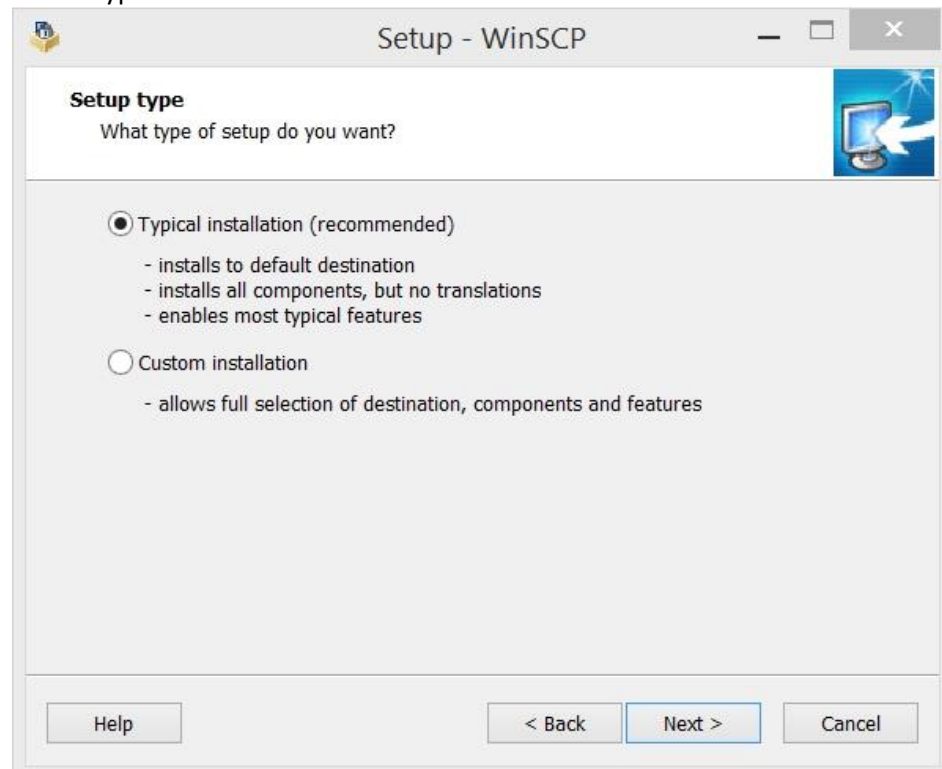 Setup - WinSCP
Setup type
What type of setup do you want?
Typical installation (recommended)
- installs to default destination
- installs all components, but no translations
- enables most typical features
Custom installation
- allows full selection of destination, components and features
Help
< Back
Next >
Cancel